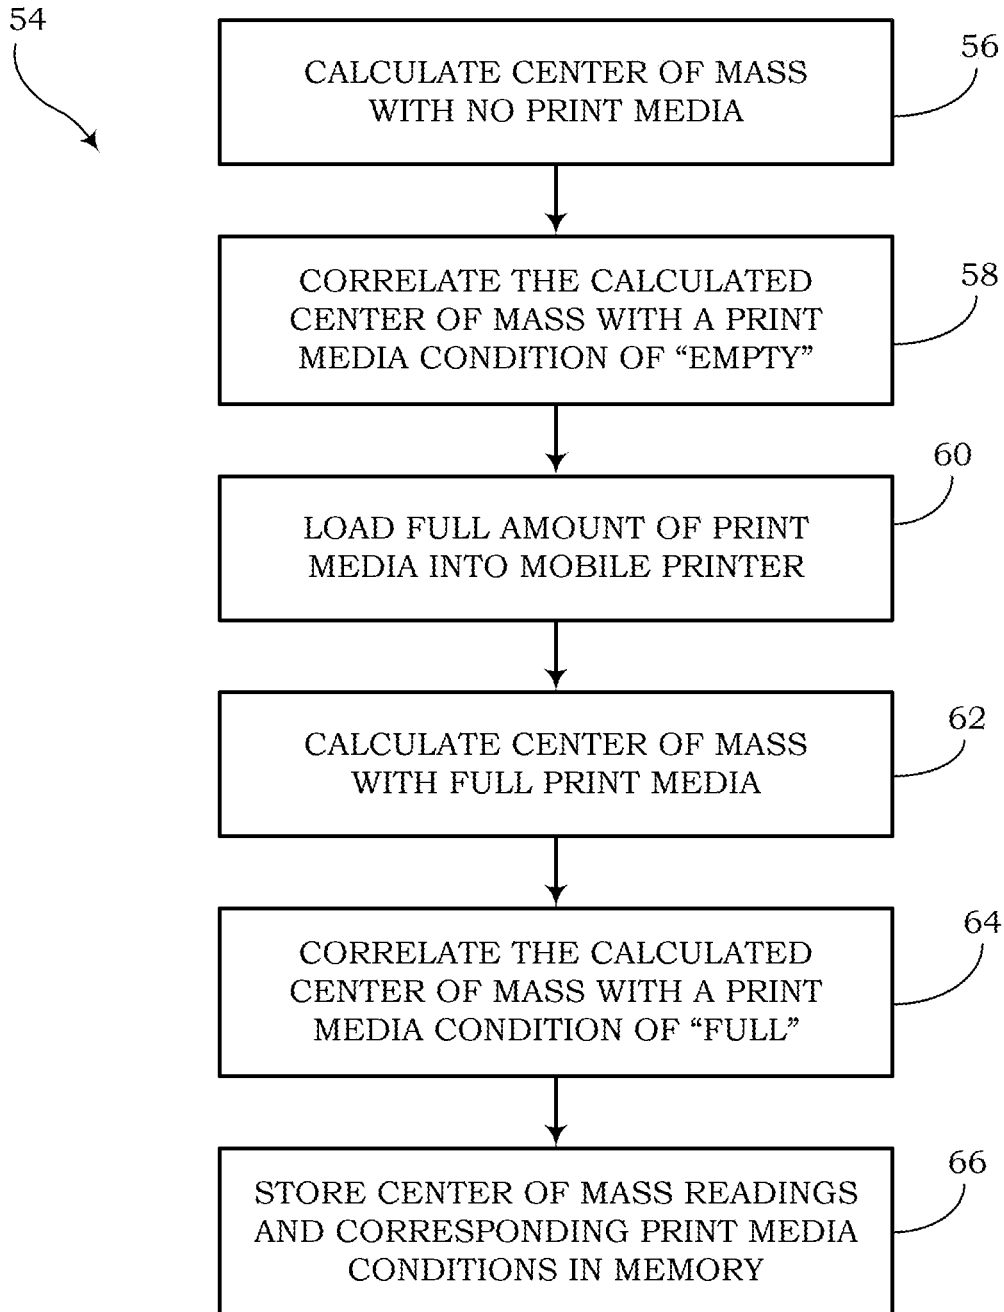 54
CALCULATE CENTER OF MASS
WITH NO PRINT MEDIA
56
CORRELATE THE CALCULATED
CENTER OF MASS WITH A PRINT
MEDIA CONDITION OF “EMPTY”
58
LOAD FULL AMOUNT OF PRINT
MEDIA INTO MOBILE PRINTER
60
CALCULATE CENTER OF MASS
WITH FULL PRINT MEDIA
62
CORRELATE THE CALCULATED
CENTER OF MASS WITH A PRINT
MEDIA CONDITION OF “FULL”
64
STORE CENTER OF MASS READINGS
AND CORRESPONDING PRINT MEDIA
CONDITIONS IN MEMORY
66